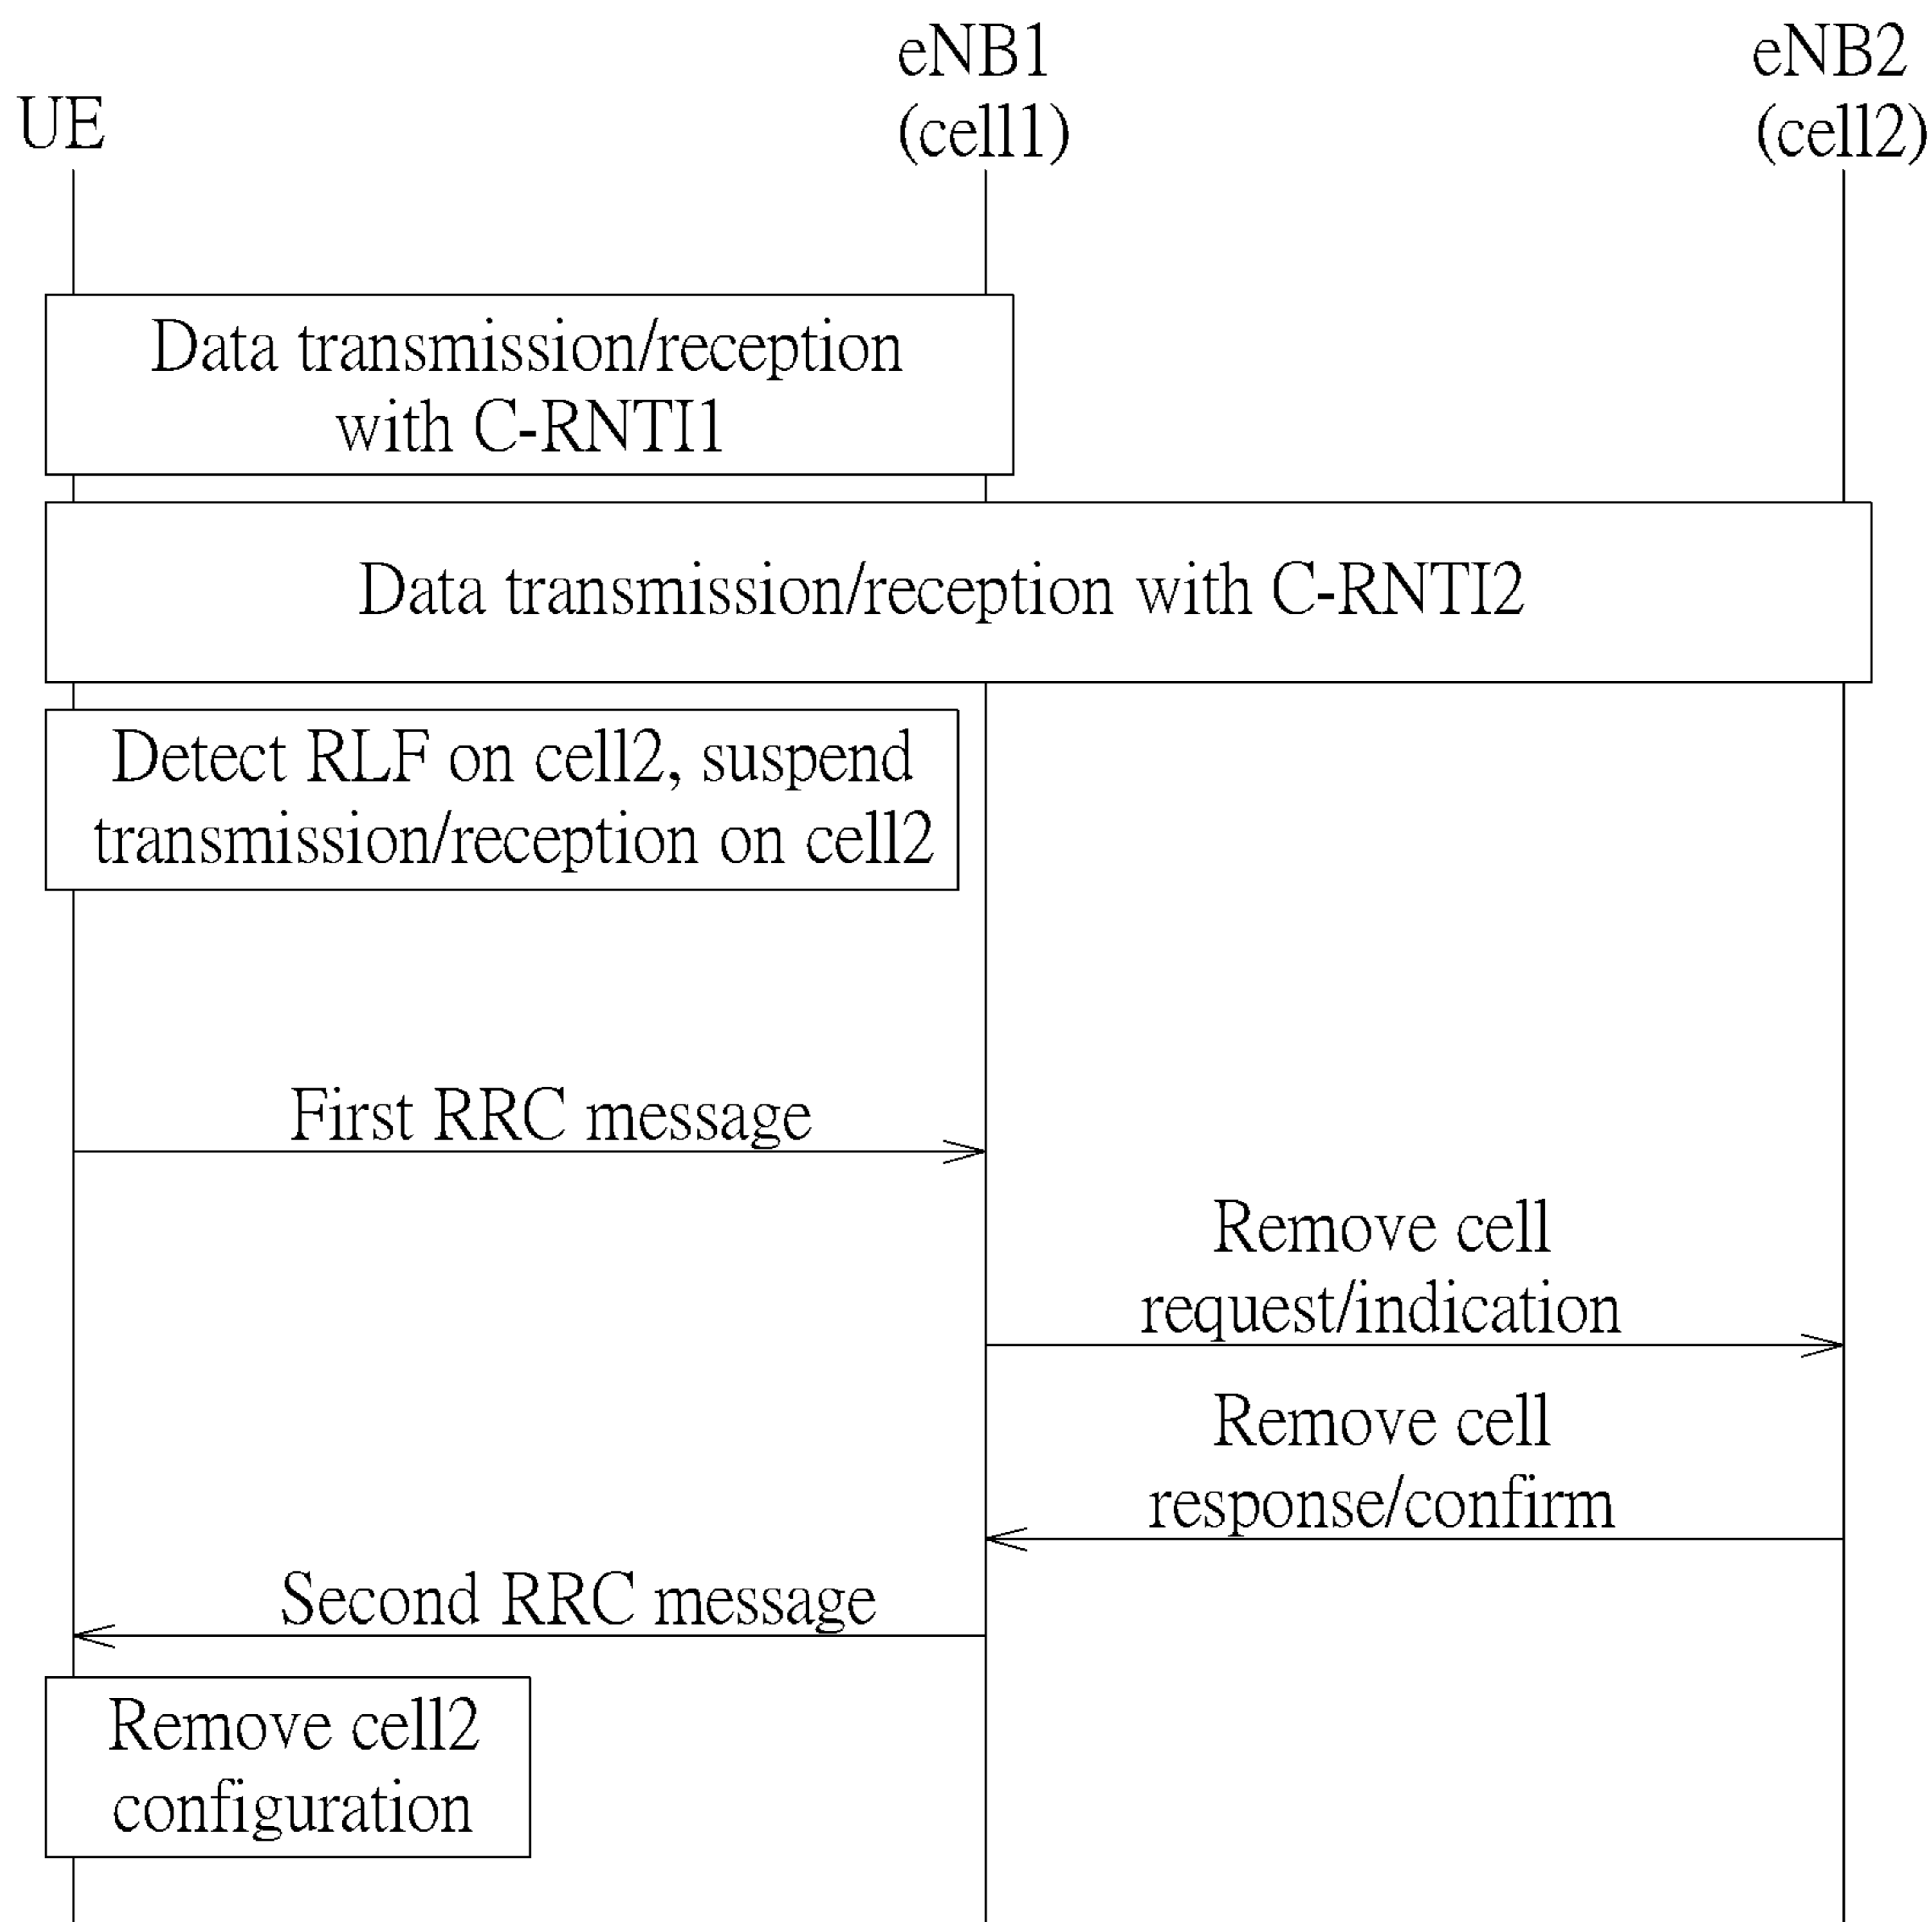 UE
eNB1
(cell1)
eNB2
(cell2)
Data transmission/reception
with C-RNTI1
Data transmission/reception with C-RNTI2
Detect RLF on cell2, suspend
transmission/reception on cell2
First RRC message
Remove cell
request/indication
Remove cell
response/confirm
Second RRC message
Remove cell2
configuration